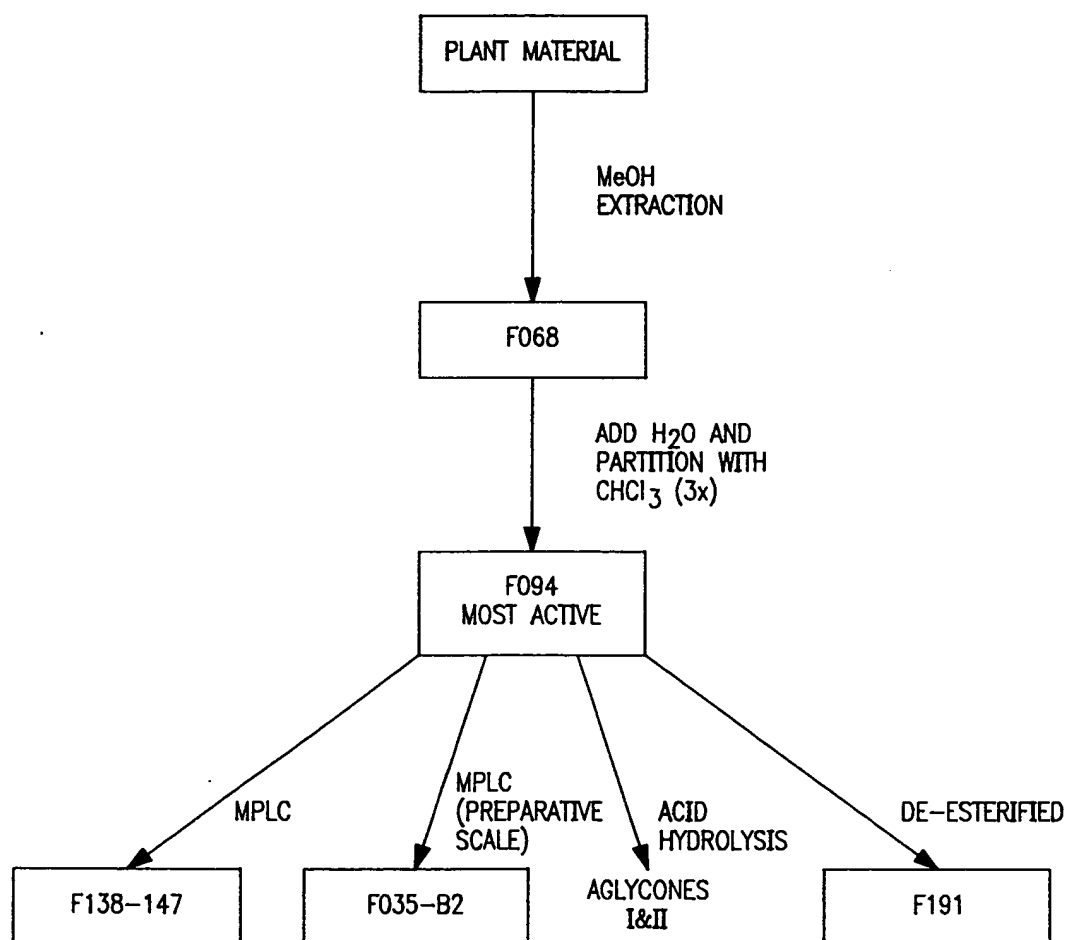 PLANT MATERIAL
MeOH
EXTRACTION
F068
ADD H2O AND
PARTITION WITH
CHCl3 (3x)
F094
MOST ACTIVE
MPLC
MPLC
(PREPARATIVE
SCALE)
ACID
HYDROLYSIS
DE-ESTERIFIED
F138-147
F035-B2
AGLYCONES
I&II
F191